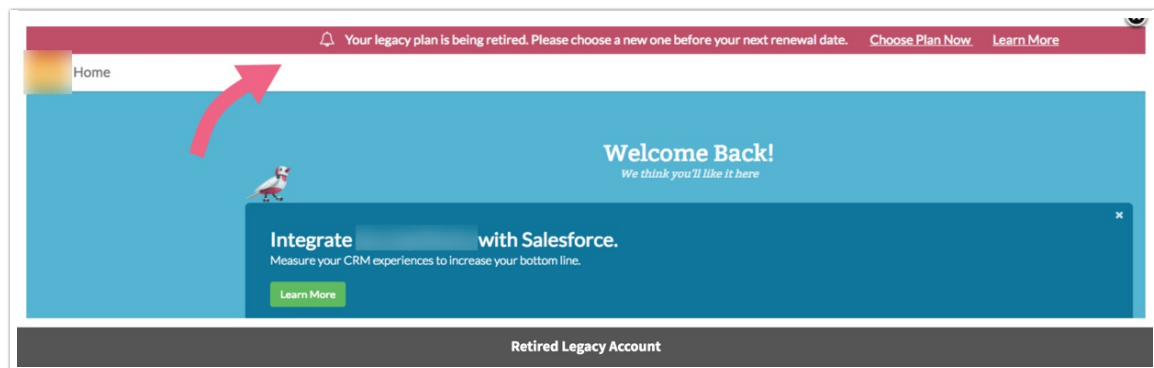 Your legacy plan is being retired. Please choose a new one before your next renewal date. Choose Plan Now Learn More
Home
Welcome Back!
We think you'll like it here
Integrate with Salesforce.
Measure your CRM experiences to increase your bottom line.
Learn More
Retired Legacy Account